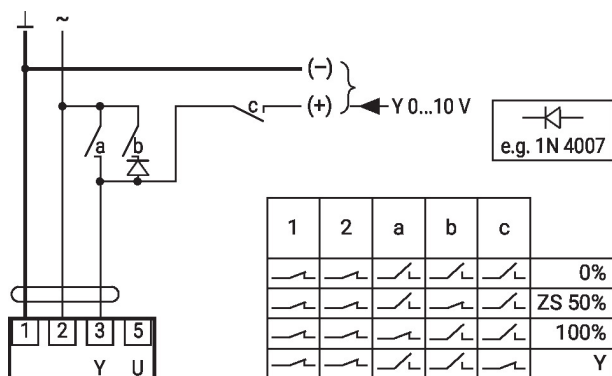 ⊥ ~
(–)
c (+) Y 0...10 V
a b
e.g. 1N 4007
1 2 a b c
0%
ZS 50%
100%
Y
1 2 3 5
Y U